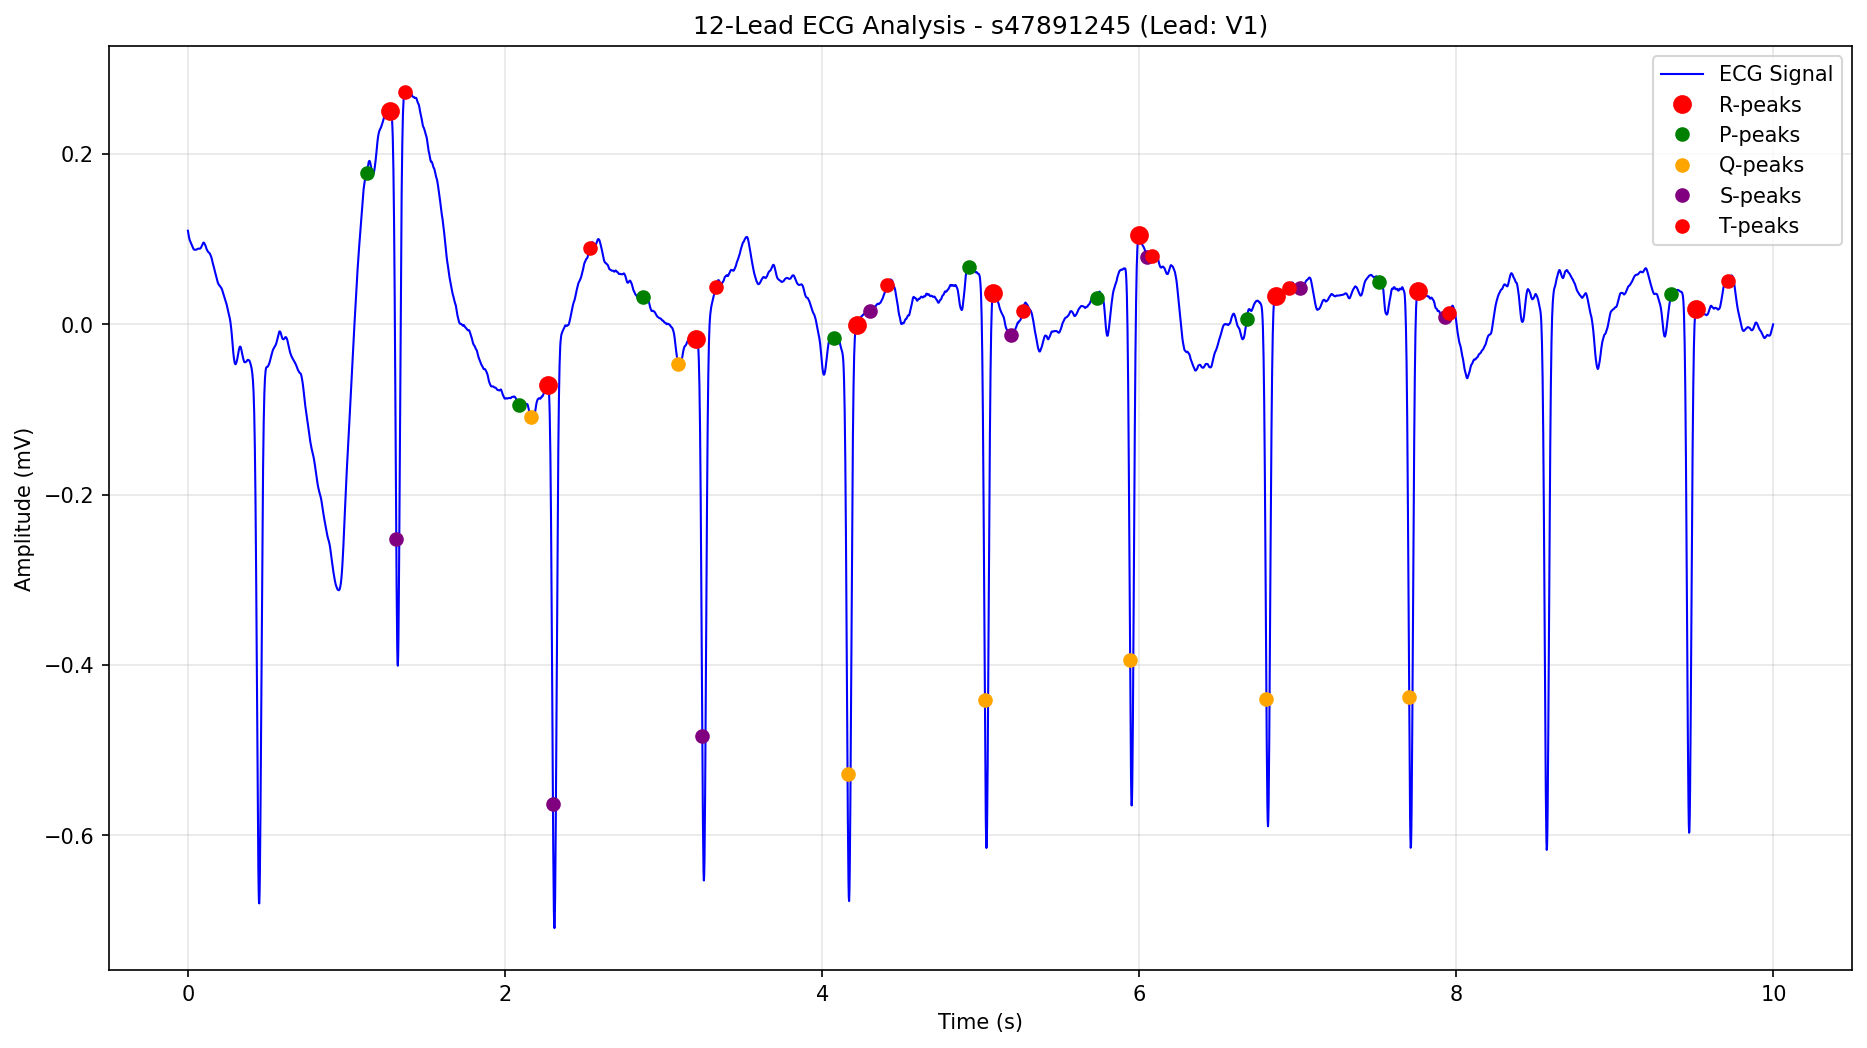 12-Lead ECG Analysis - s47891245 (Lead: V1)
ECG Signal
R-peaks
P-peaks
Q-peaks
S-peaks
T-peaks
Amplitude (mV)
0.2
0.0
−0.2
−0.4
−0.6
0 2 4 6 8 10
Time (s)